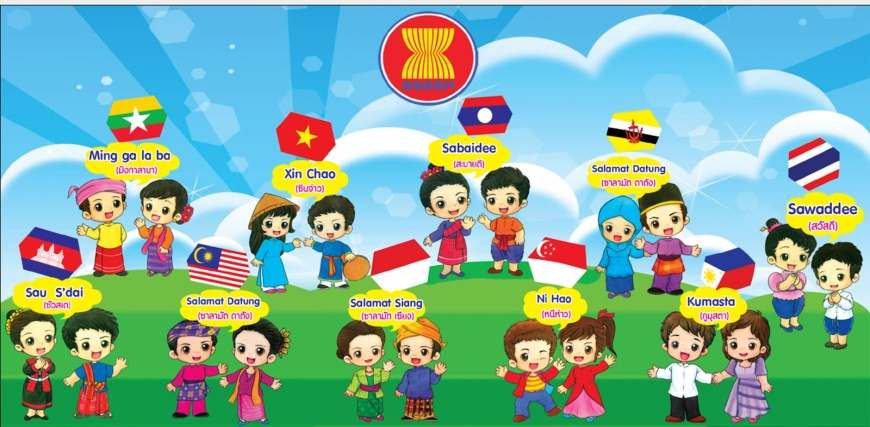 asean
Ming ga la ba
(มิงกาลาบา)
Xin Chao
(ซินจ่าว)
Sabaidee
(สะบายดี)
Salamat Datung
(ซาลามัต ดาตัง)
Sawaddee
(สวัสดี)
Sau S'dai
(ซัวสเด)
Salamat Datung
(ซาลามัต ดาตัง)
Salamat Siang
(ซาลามัต เซียง)
Ni Hao
(หนีห่าว)
Kumasta
(กูมุสตา)